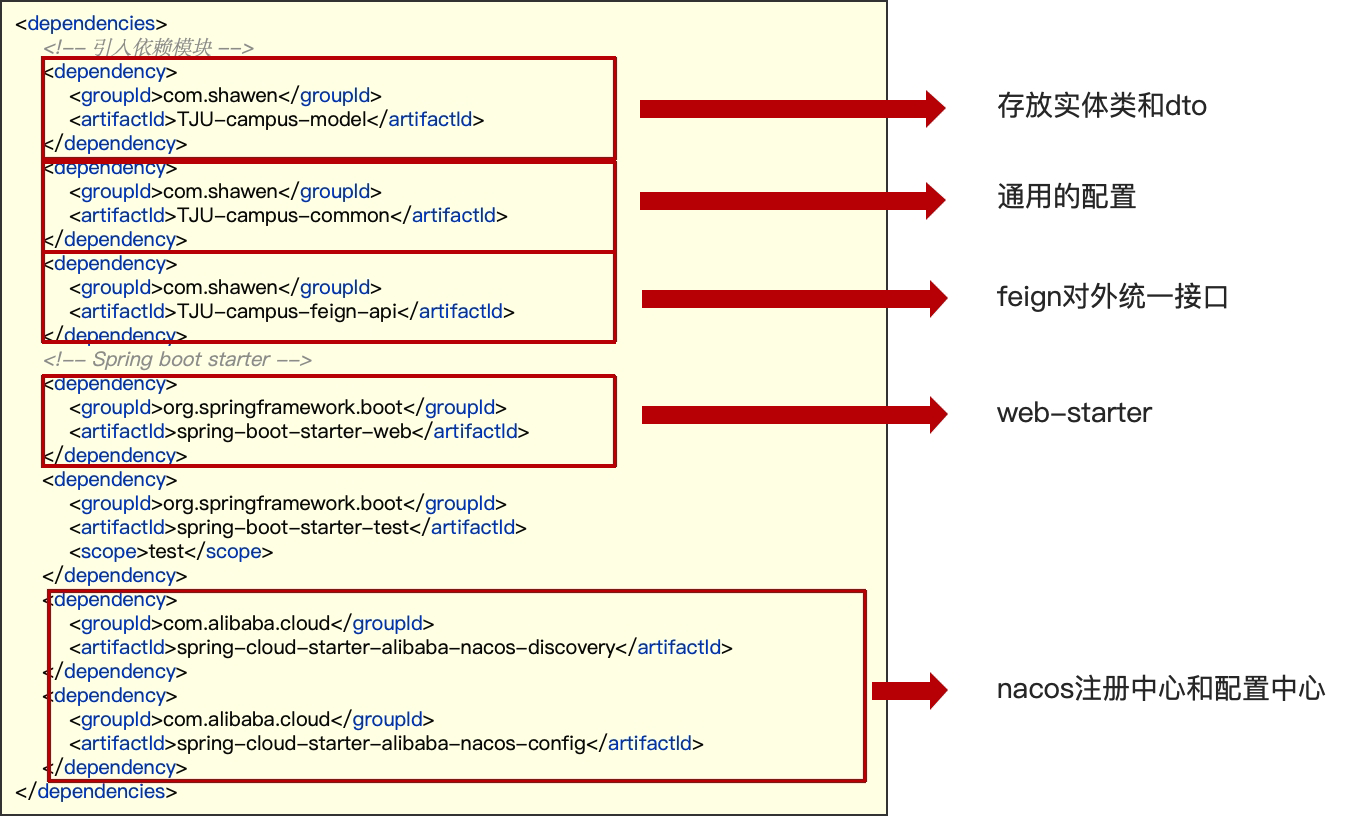 <dependencies>
<!-- 引入依赖模块 -->
<dependency>
<groupId>com.shawen</groupId>
<artifactId>TJU-campus-model</artifactId>
</dependency>
<dependency>
<groupId>com.shawen</groupId>
<artifactId>TJU-campus-common</artifactId>
</dependency>
<dependency>
<groupId>com.shawen</groupId>
<artifactId>TJU-campus-feign-api</artifactId>
</dependency>
<!-- Spring boot starter -->
<dependency>
<groupId>org.springframework.boot</groupId>
<artifactId>spring-boot-starter-web</artifactId>
</dependency>
<dependency>
<groupId>org.springframework.boot</groupId>
<artifactId>spring-boot-starter-test</artifactId>
<scope>test</scope>
</dependency>
<dependency>
<groupId>com.alibaba.cloud</groupId>
<artifactId>spring-cloud-starter-alibaba-nacos-discovery</artifactId>
</dependency>
<dependency>
<groupId>com.alibaba.cloud</groupId>
<artifactId>spring-cloud-starter-alibaba-nacos-config</artifactId>
</dependency>
</dependencies>
存放实体类和dto
通用的配置
feign对外统一接口
web-starter
nacos注册中心和配置中心